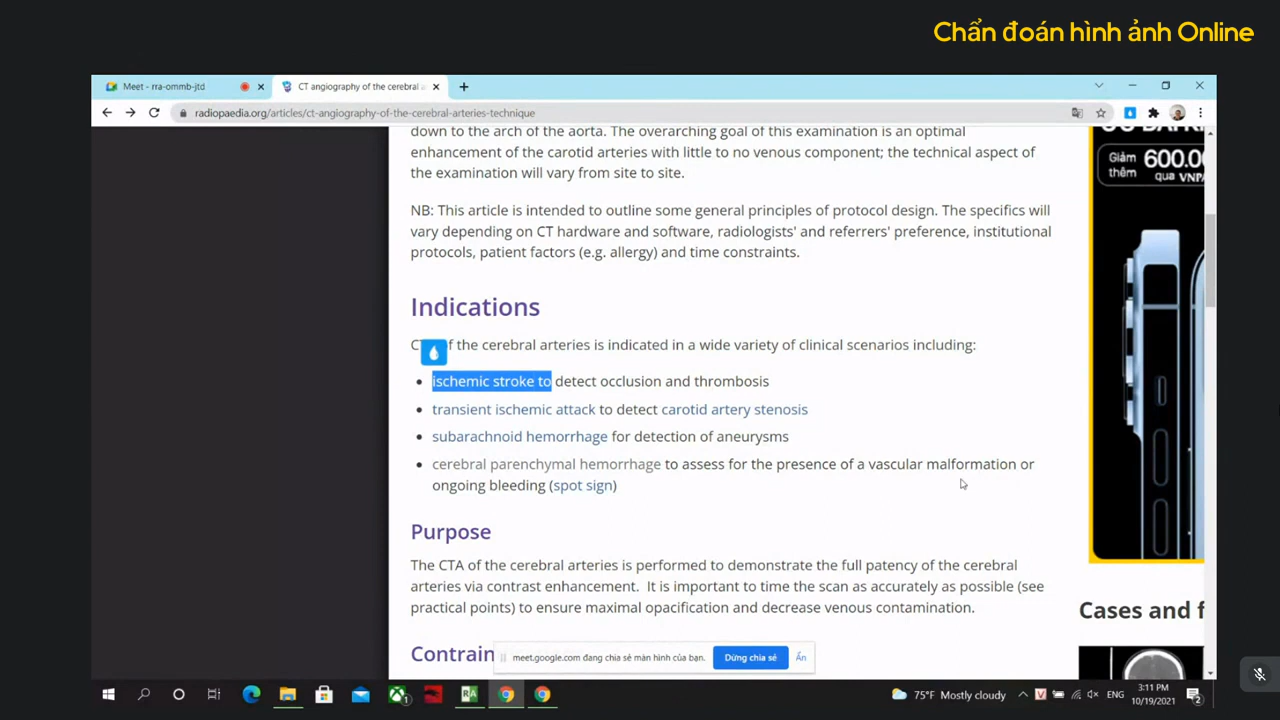 Chẩn đoán hình ảnh Online
Meet - rra-ommb-jtd
CT angiography of the cerebral a
radiopaedia.org/articles/ct-angiography-of-the-cerebral-arteries-technique
down to the arch of the aorta. The overarching goal of this examination is an optimal
enhancement of the carotid arteries with little to no venous component; the technical aspect of
the examination will vary from site to site.
Giảm 600.00
thêm qua VNPA
NB: This article is intended to outline some general principles of protocol design. The specifics will
vary depending on CT hardware and software, radiologists' and referrers' preference, institutional
protocols, patient factors (e.g. allergy) and time constraints.
Indications
of the cerebral arteries is indicated in a wide variety of clinical scenarios including:
• ischemic stroke to detect occlusion and thrombosis
• transient ischemic attack to detect carotid artery stenosis
• subarachnoid hemorrhage for detection of aneurysms
• cerebral parenchymal hemorrhage to assess for the presence of a vascular malformation or
ongoing bleeding (spot sign)
Purpose
The CTA of the cerebral arteries is performed to demonstrate the full patency of the cerebral
arteries via contrast enhancement. It is important to time the scan as accurately as possible (see
practical points) to ensure maximal opacification and decrease venous contamination.
Cases and f
Contrain
meet.google.com đang chia sẻ màn hình của bạn.
Dừng chia sẻ
Ẩn
RA
75°F Mostly cloudy
ENG
3:11 PM
10/19/2021